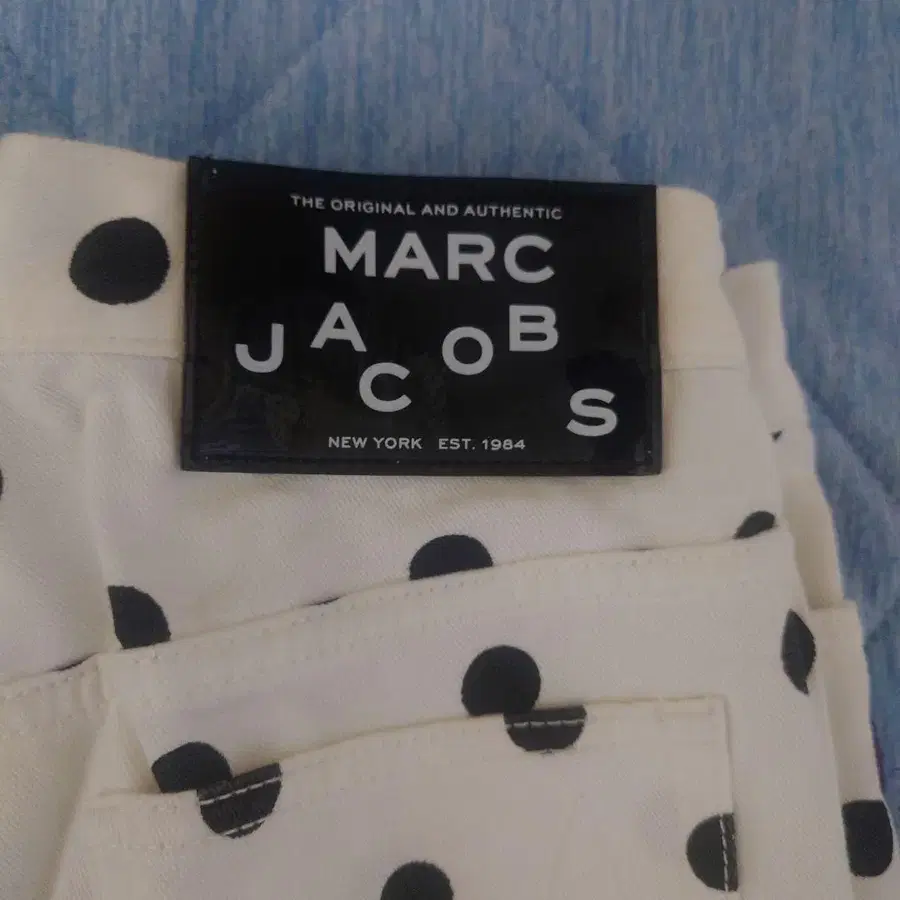 THE ORIGINAL AND AUTHENTIC
MARC
JACOBS
NEW YORK EST. 1984